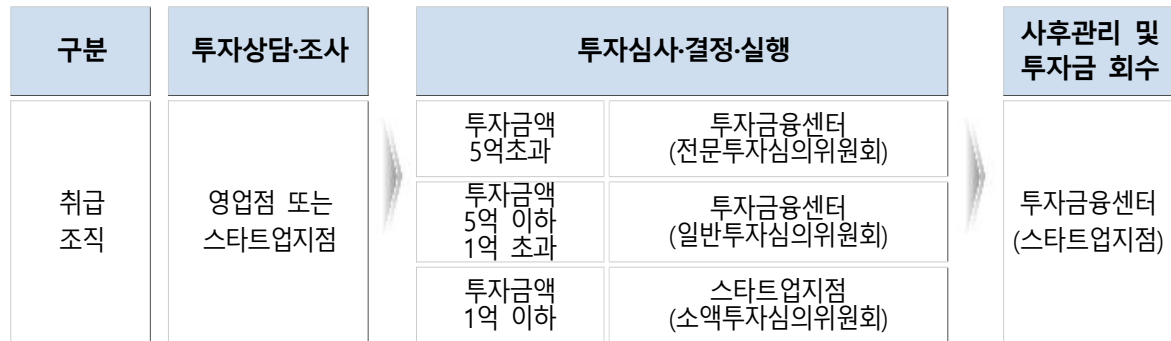 구분
투자상담·조사
투자심사·결정·실행
사후관리 및
투자금 회수
취급
조직
영업점 또는
스타트업지점
투자금액
5억초과
투자금융센터
(전문투자심의위원회)
투자금액
5억 이하
1억 초과
투자금융센터
(일반투자심의위원회)
투자금액
1억 이하
스타트업지점
(소액투자심의위원회)
투자금융센터
(스타트업지점)